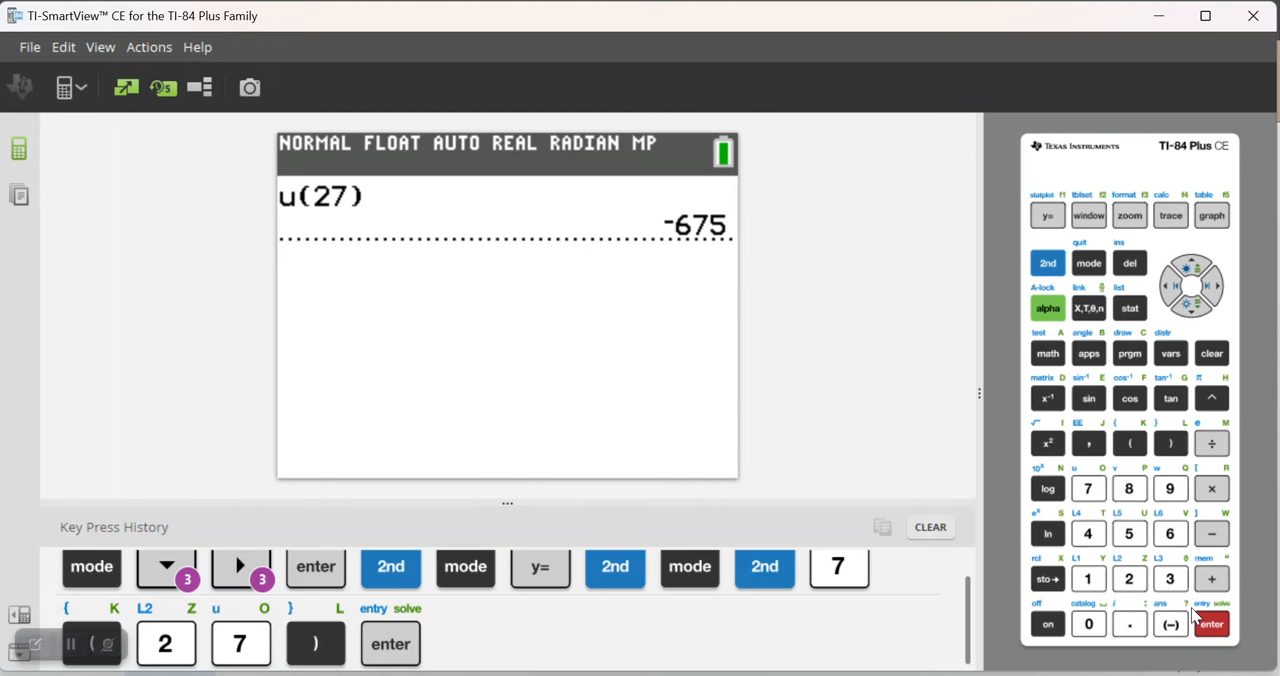 TI-SmartView™ CE for the TI-84 Plus Family
File Edit View Actions Help
NORMAL FLOAT AUTO REAL RADIAN MP
u(27)
-675
TEXAS INSTRUMENTS TI-84 Plus CE
statplot f1 tblset f2 format f3 calc f4 table f5
y= window zoom trace graph
quit ins
2nd mode del
A-lock link list
alpha X,T,θ,n stat
test A angle B draw C distr
math apps prgm vars clear
matrix D sin-1 E cos-1 F tan-1 G π H
x-1 sin cos tan ^
√ I EE J { K } L e M
x² , ( ) ÷
10x N u O v P w Q [ R
log 7 8 9 ×
ex S L4 T L5 U L6 V ] W
ln 4 5 6 −
rcl X L1 Y L2 Z L3 θ mem "
sto→ 1 2 3 +
off catalog i : ans ? entry solve
on 0 . (-) enter
Key Press History
CLEAR
mode 3 3 enter 2nd mode y= 2nd mode 2nd 7
{ K L2 Z u O } L entry solve
( 2 7 ) enter